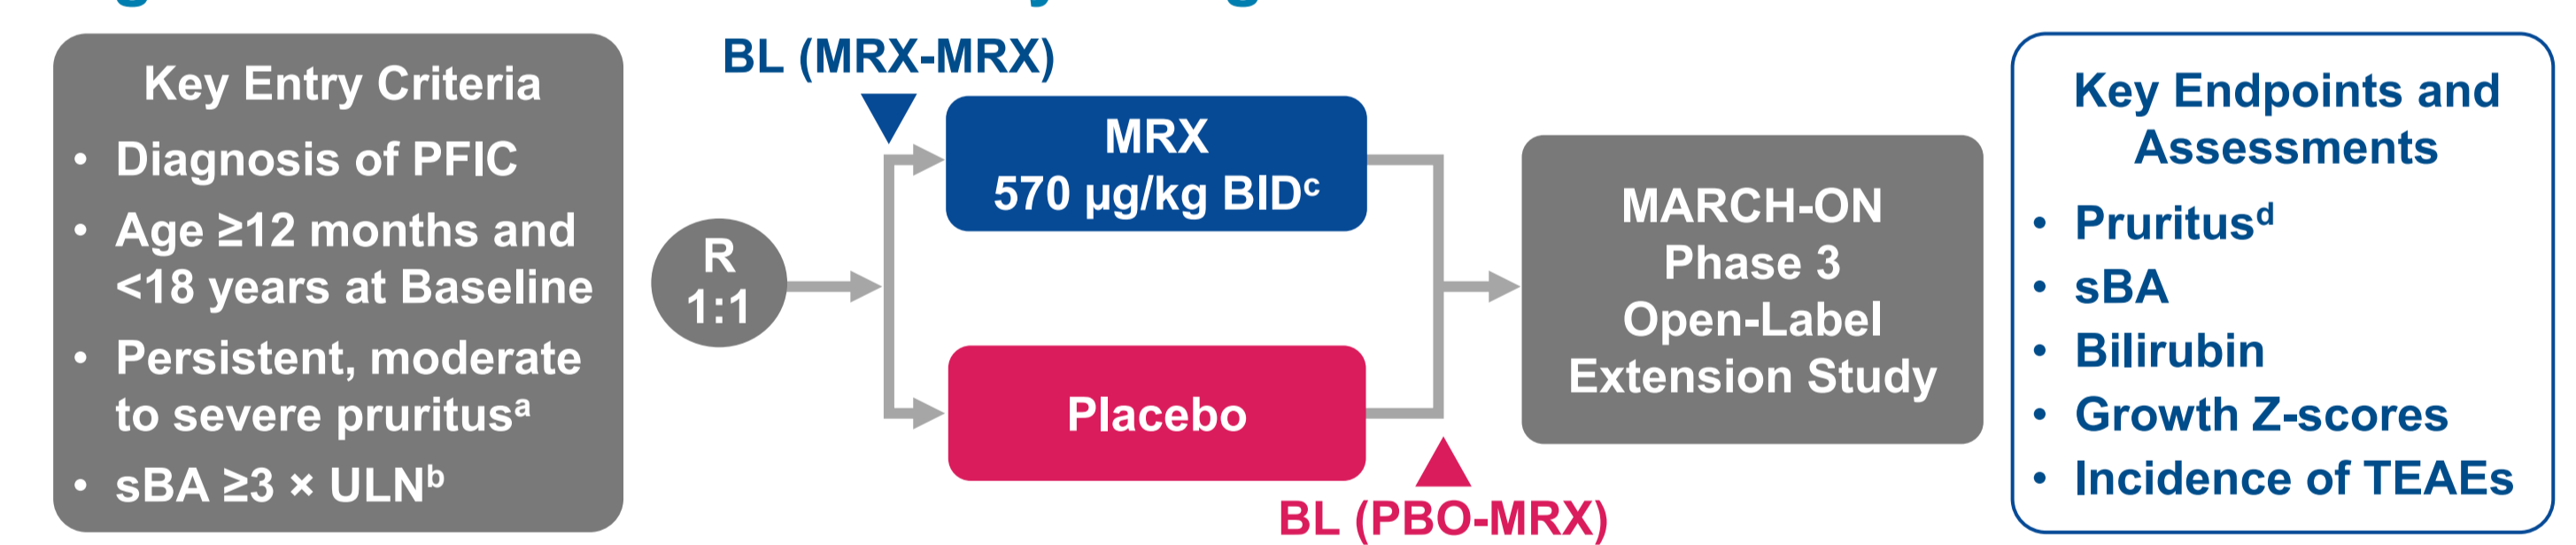 Key Entry Criteria
• Diagnosis of PFIC
• Age ≥12 months and
<18 years at Baseline
• Persistent, moderate
to severe pruritusᵃ
• sBA ≥3 × ULNᵇ
R
1:1
BL (MRX-MRX)
MRX
570 µg/kg BIDᶜ
Placebo
BL (PBO-MRX)
MARCH-ON
Phase 3
Open-Label
Extension Study
Key Endpoints and
Assessments
• Pruritusᵈ
• sBA
• Bilirubin
• Growth Z-scores
• Incidence of TEAEs